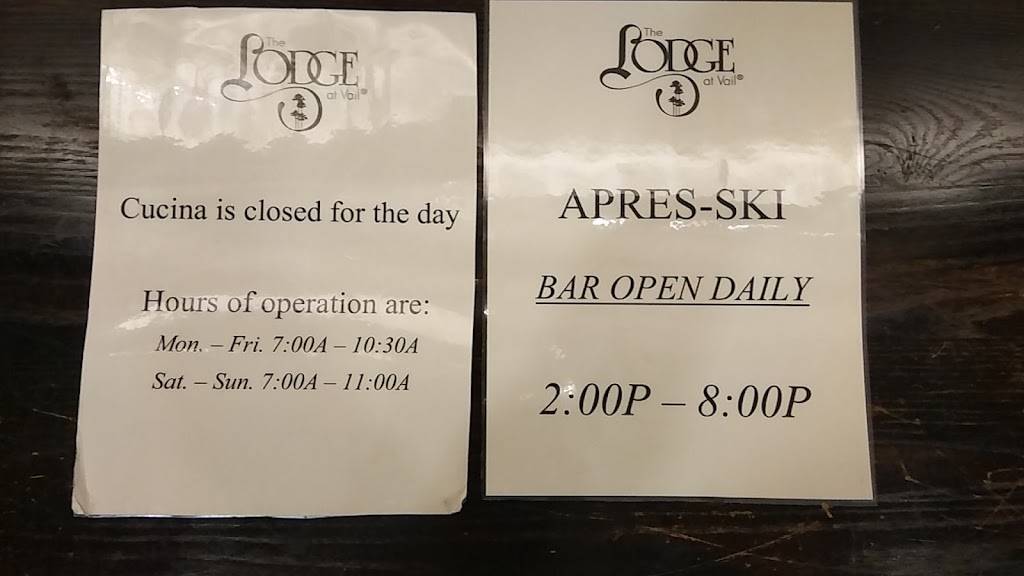 The
LODGE
at Vail®
Cucina is closed for the day
Hours of operation are:
Mon. – Fri. 7:00A – 10:30A
Sat. – Sun. 7:00A – 11:00A
The
LODGE
at Vail®
APRES-SKI
BAR OPEN DAILY
2:00P – 8:00P